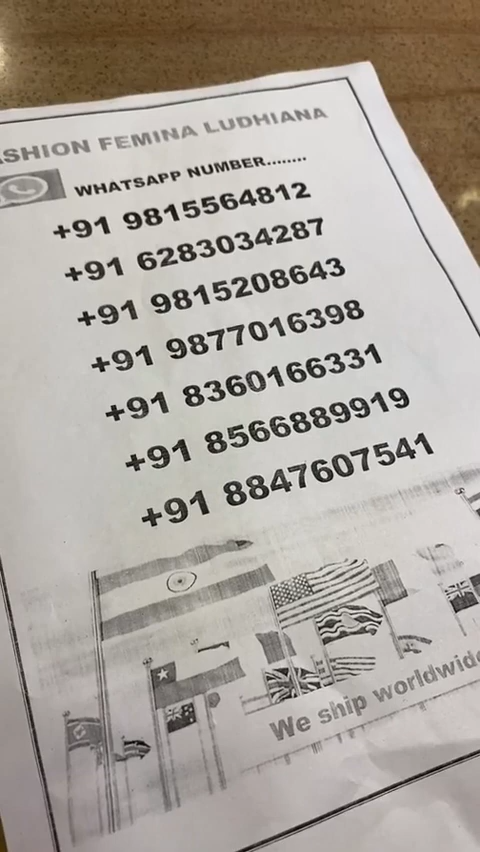 ASHION FEMINA LUDHIANA
WHATSAPP NUMBER........
+91 9815564812
+91 6283034287
+91 9815208643
+91 9877016398
+91 8360166331
+91 8566889919
+91 8847607541
We ship worldwide